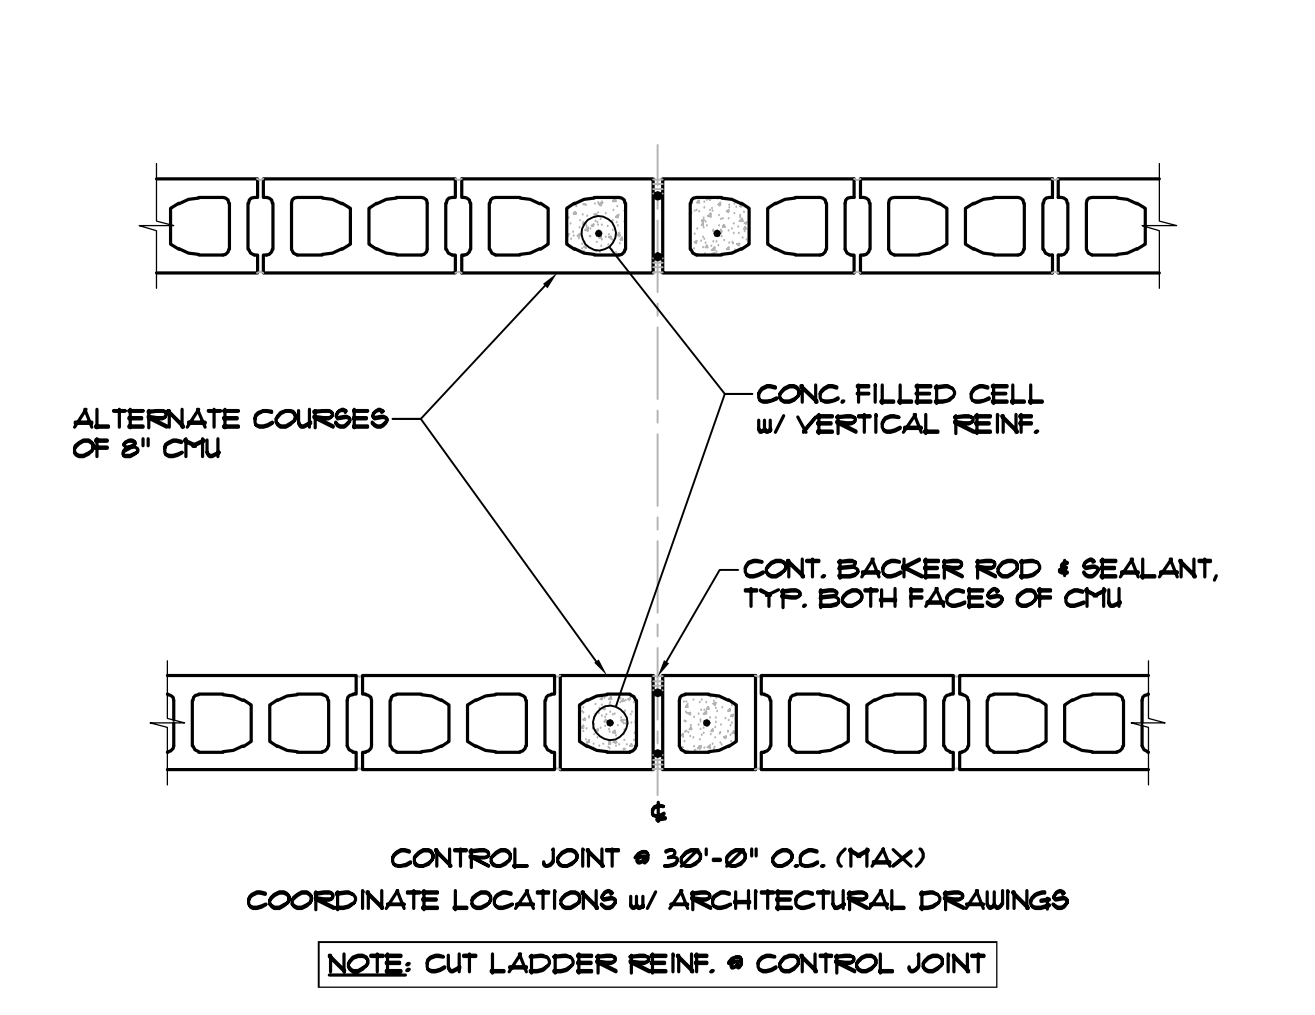 ALTERNATE COURSES
OF 8" CMU
CONC. FILLED CELL
w/ VERTICAL REINF.
CONT. BACKER ROD & SEALANT,
TYP. BOTH FACES OF CMU
℄
CONTROL JOINT @ 30'-0" O.C. (MAX)
COORDINATE LOCATIONS w/ ARCHITECTURAL DRAWINGS
NOTE: CUT LADDER REINF. @ CONTROL JOINT